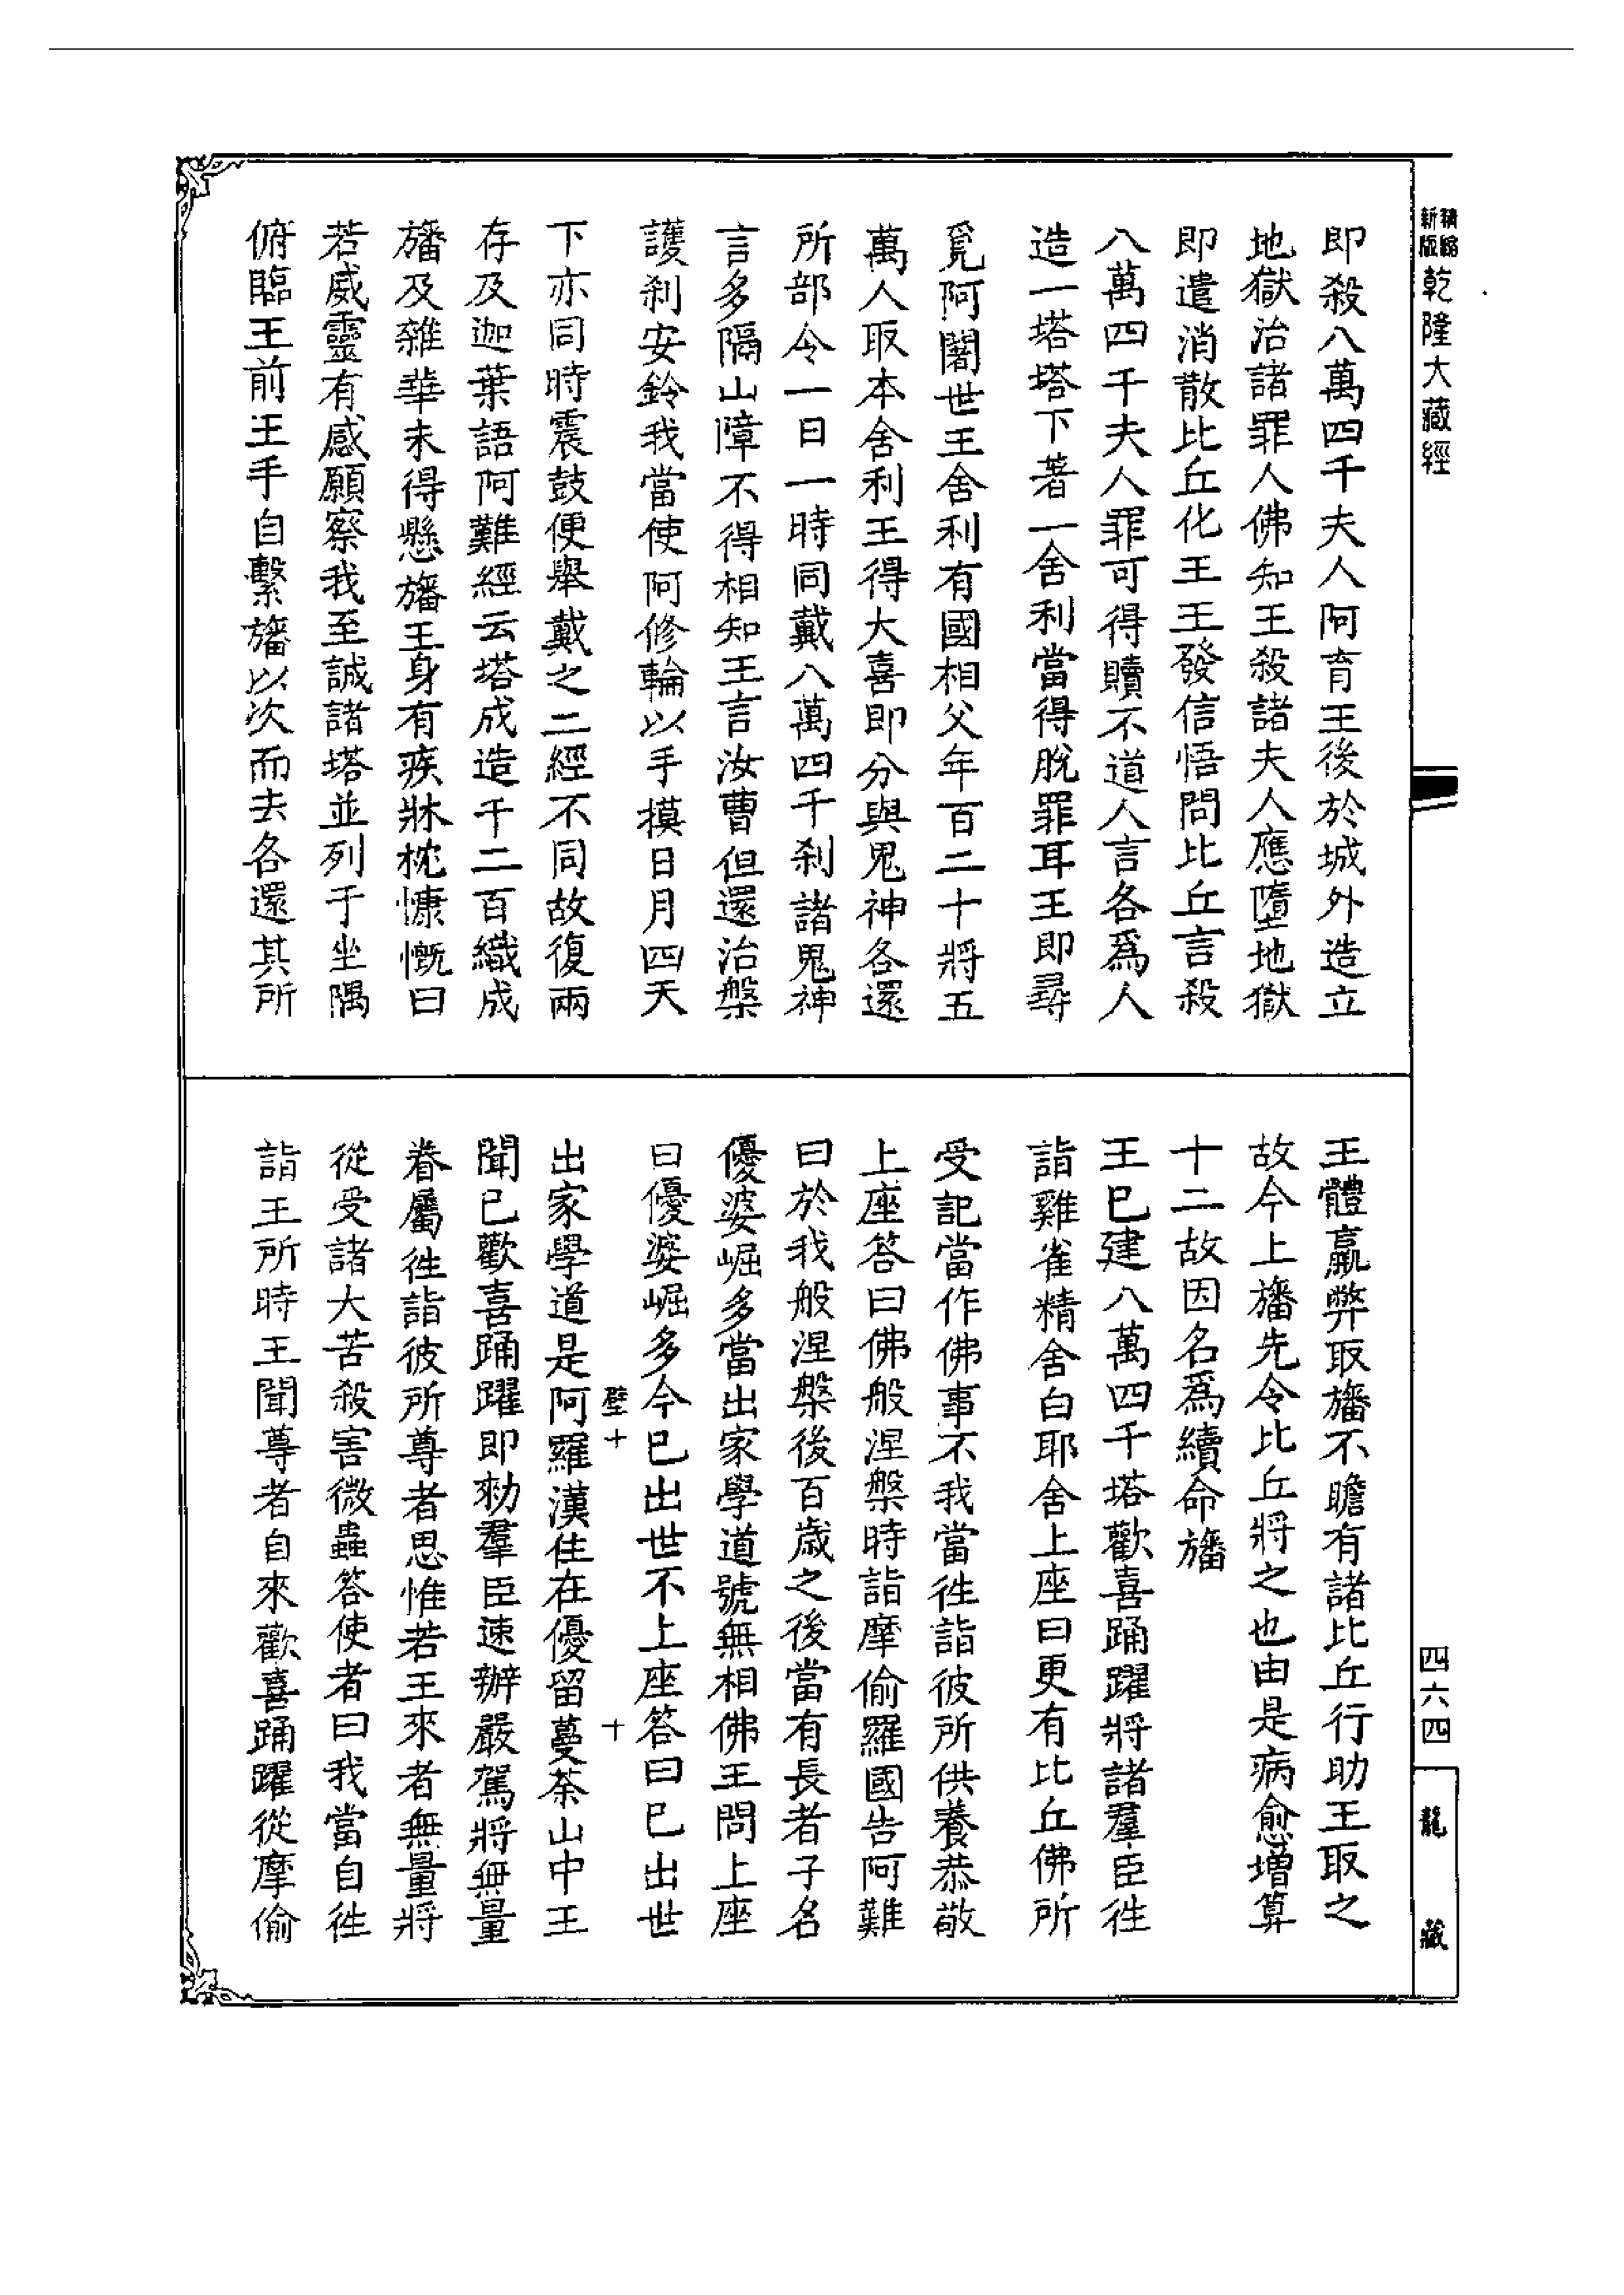 新版精縮乾隆大藏經
即殺八萬四千夫人阿育王後於城外造立
地獄治諸罪人佛知王殺諸夫人應墮地獄
即遣消散比丘化王王發信悟問比丘言殺
八萬四千夫人罪可得贖不道人言各爲人
造一塔塔下著一舍利當得脫罪耳王即尋
覓阿闍世王舍利有國相父年百二十將五
萬人取本舍利王得大喜即分與鬼神各還
所部令一日一時同戴八萬四千刹諸鬼神
言多隔山障不得相知王言汝曹但還治槃
護刹安鈴我當使阿修輪以手摸日月四天
下亦同時震鼓便舉戴之二經不同故復兩
存及迦葉語阿難經云塔成造千二百織成
旛及雜華未得懸旛王身有疾牀枕慷慨曰
若威靈有感願察我至誠諸塔並列于坐隅
俯臨王前王手自繫旛以次而去各還其所
王體羸弊取旛不瞻有諸比丘行助王取之
故今上旛先令比丘將之也由是病愈增算
十二故因名爲續命旛
王巳建八萬四千塔歡喜踊躍將諸羣臣徃
詣雞雀精舍白耶舍上座曰更有比丘佛所
受記當作佛事不我當徃詣彼所供養恭敬
上座答曰佛般涅槃時詣摩偷羅國告阿難
曰於我般涅槃後百歲之後當有長者子名
優婆崛多當出家學道號無相佛王問上座
曰優婆崛多今巳出世不上座答曰巳出世
壁十 十
出家學道是阿羅漢住在優留蔓荼山中王
聞巳歡喜踊躍即勑羣臣速辦嚴駕將無量
眷屬徃詣彼所尊者思惟若王來者無量將
從受諸大苦殺害微蟲答使者曰我當自徃
詣王所時王聞尊者自來歡喜踊躍從摩偷
四六四
龍藏